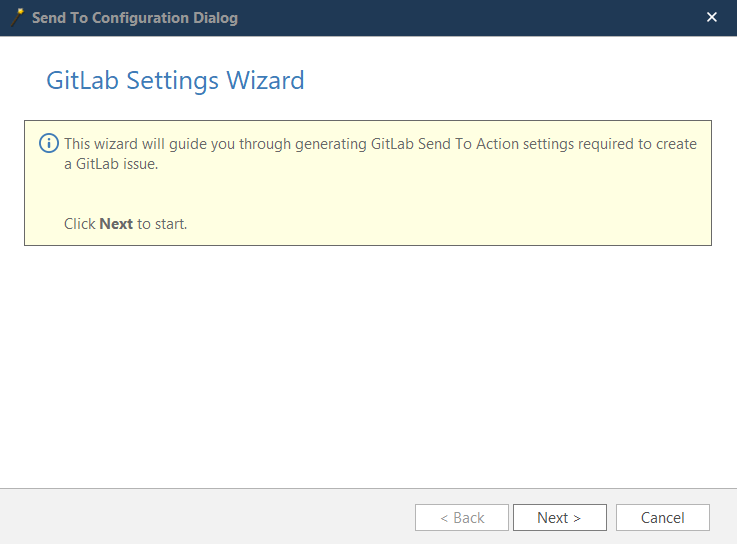 Send To Configuration Dialog
GitLab Settings Wizard
This wizard will guide you through generating GitLab Send To Action settings required to create
a GitLab issue.
Click Next to start.
< Back
Next >
Cancel